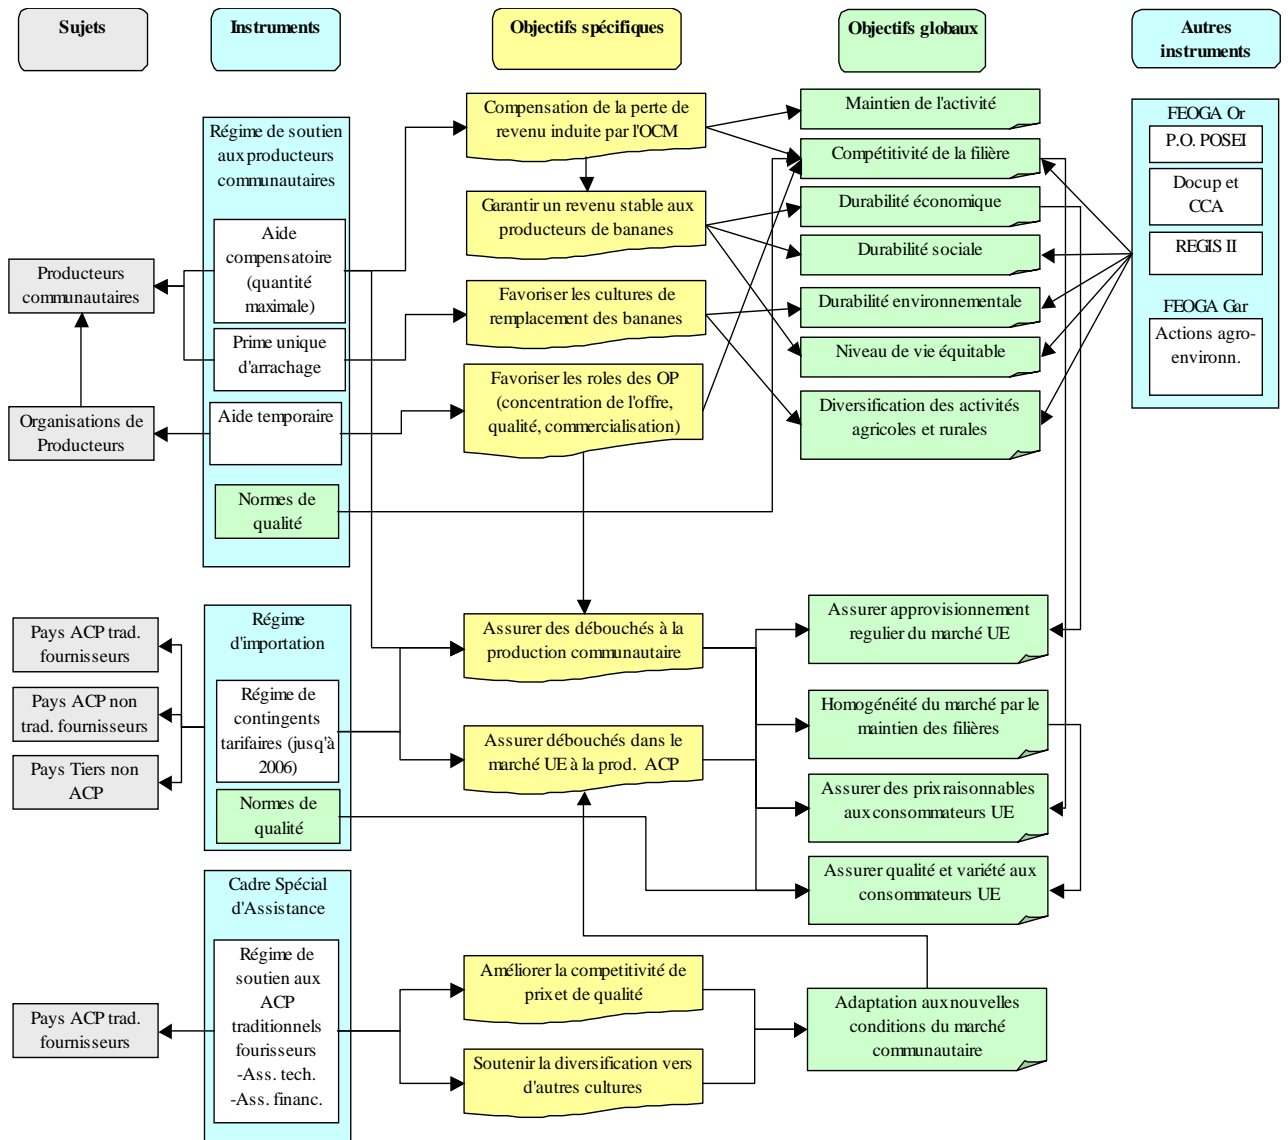 Sujets
Instruments
Objectifs spécifiques
Objectifs globaux
Autres
instruments
Producteurs
communautaires
Organisations de
Producteurs
Pays ACP trad.
fournisseurs
Pays ACP non
trad. fournisseurs
Pays Tiers non
ACP
Pays ACP trad.
fournisseurs
Régime de soutien
aux producteurs
communautaires
Aide
compensatoire
(quantité
maximale)
Prime unique
d'arrachage
Aide temporaire
Normes de
qualité
Régime
d'importation
Régime de
contingents
tarifaires (jusq'à
2006)
Normes de
qualité
Cadre Spécial
d'Assistance
Régime de
soutien aux
ACP
traditionnels
fourisseurs
-Ass. tech.
-Ass. financ.
Compensation de la perte de
revenu induite par l'OCM
Garantir un revenu stable aux
producteurs de bananes
Favoriser les cultures de
remplacement des bananes
Favoriser les roles des OP
(concentration de l'offre,
qualité, commercialisation)
Assurer des débouchés à la
production communautaire
Assurer débouchés dans le
marché UE à la prod. ACP
Améliorer la competitivité de
prix et de qualité
Soutenir la diversification vers
d'autres cultures
Maintien de l'activité
Compétitivité de la filière
Durabilité économique
Durabilité sociale
Durabilité environnementale
Niveau de vie équitable
Diversification des activités
agricoles et rurales
Assurer approvisionnement
regulier du marché UE
Homogénéité du marché par le
maintien des filières
Assurer des prix raisonnables
aux consommateurs UE
Assurer qualité et variété aux
consommateurs UE
Adaptation aux nouvelles
conditions du marché
communautaire
FEOGA Or
P.O. POSEI
Docup et
CCA
REGIS II
FEOGA Gar
Actions agro-
environn.